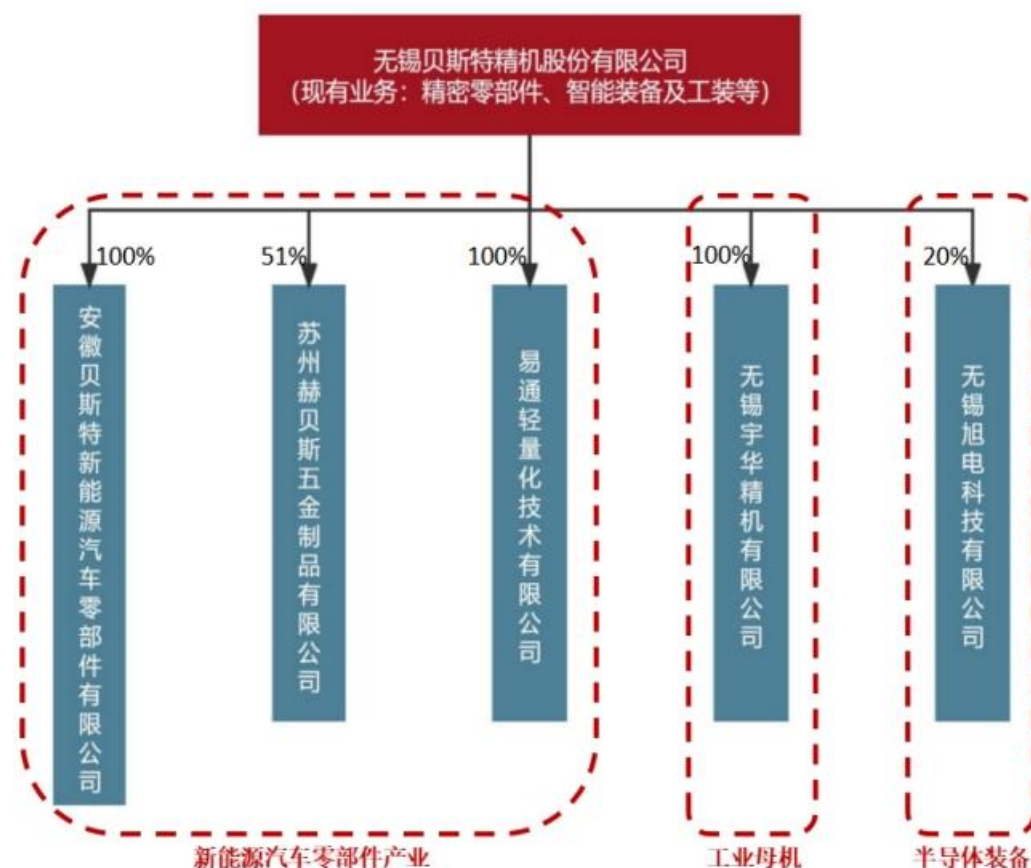 无锡贝斯特精机股份有限公司
（现有业务：精密零部件、智能装备及工装等）
100%
51%
100%
100%
20%
安徽贝斯特新能源汽车零部件有限公司
苏州赫贝斯五金制品有限公司
易通轻量化技术有限公司
无锡宇华精机有限公司
无锡旭电科技有限公司
新能源汽车零部件产业
工业母机
半导体装备